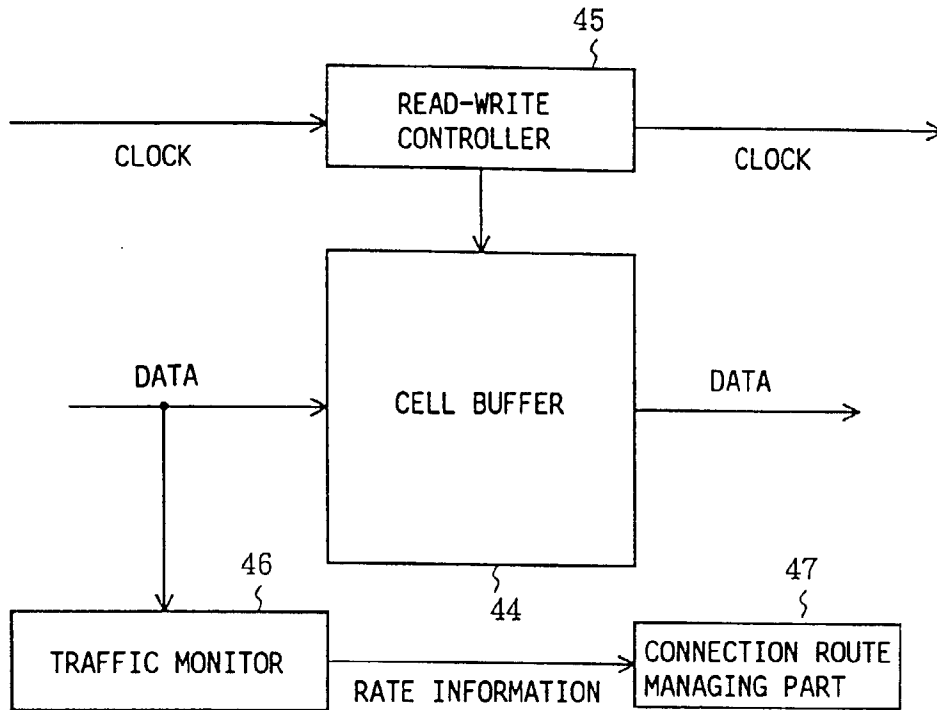 45
READ-WRITE
CONTROLLER
CLOCK
CLOCK
DATA
CELL BUFFER
DATA
46
44
47
TRAFFIC MONITOR
RATE INFORMATION
CONNECTION ROUTE
MANAGING PART